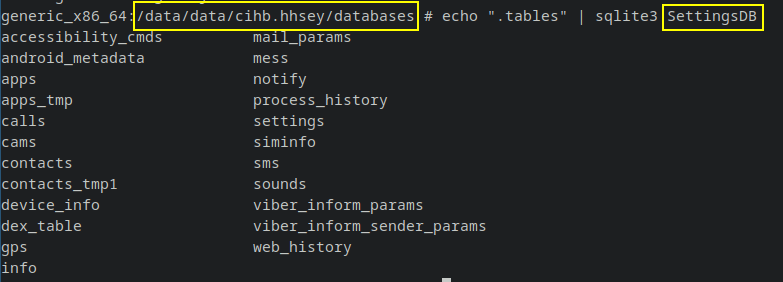 generic_x86_64:/data/data/cihb.hhsey/databases # echo ".tables" | sqlite3 SettingsDB
accessibility_cmds mail_params
android_metadata mess
apps notify
apps_tmp process_history
calls settings
cams siminfo
contacts sms
contacts_tmp1 sounds
device_info viber_inform_params
dex_table viber_inform_sender_params
gps web_history
info